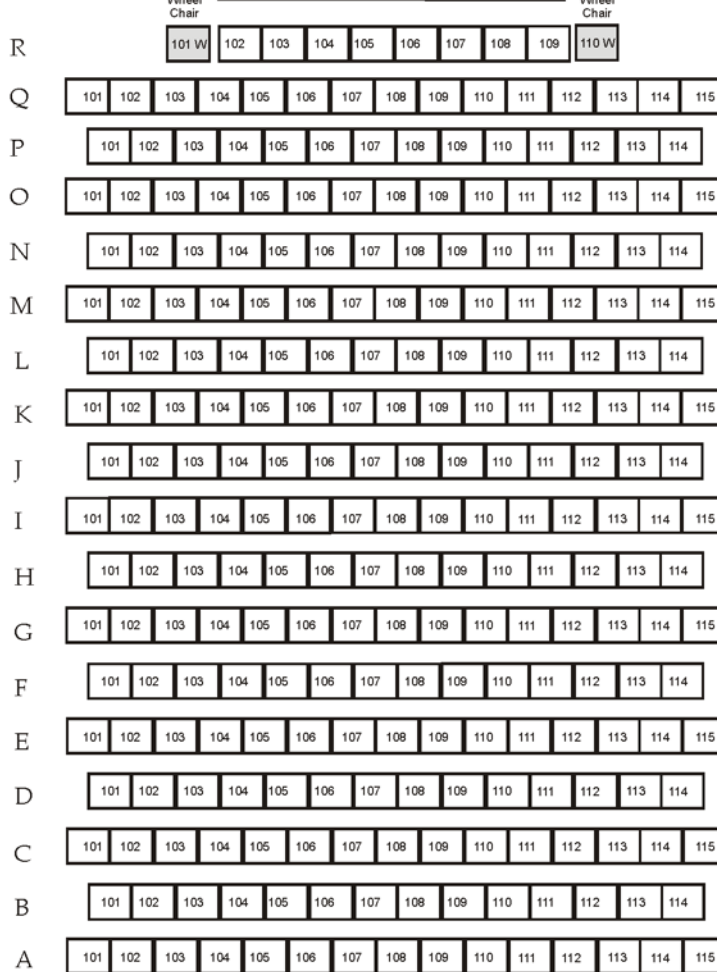 Wheel Chair Wheel Chair
R 101 W 102 103 104 105 106 107 108 109 110 W
Q 101 102 103 104 105 106 107 108 109 110 111 112 113 114 115
P 101 102 103 104 105 106 107 108 109 110 111 112 113 114
O 101 102 103 104 105 106 107 108 109 110 111 112 113 114 115
N 101 102 103 104 105 106 107 108 109 110 111 112 113 114
M 101 102 103 104 105 106 107 108 109 110 111 112 113 114 115
L 101 102 103 104 105 106 107 108 109 110 111 112 113 114
K 101 102 103 104 105 106 107 108 109 110 111 112 113 114 115
J 101 102 103 104 105 106 107 108 109 110 111 112 113 114
I 101 102 103 104 105 106 107 108 109 110 111 112 113 114 115
H 101 102 103 104 105 106 107 108 109 110 111 112 113 114
G 101 102 103 104 105 106 107 108 109 110 111 112 113 114 115
F 101 102 103 104 105 106 107 108 109 110 111 112 113 114
E 101 102 103 104 105 106 107 108 109 110 111 112 113 114 115
D 101 102 103 104 105 106 107 108 109 110 111 112 113 114
C 101 102 103 104 105 106 107 108 109 110 111 112 113 114 115
B 101 102 103 104 105 106 107 108 109 110 111 112 113 114
A 101 102 103 104 105 106 107 108 109 110 111 112 113 114 115